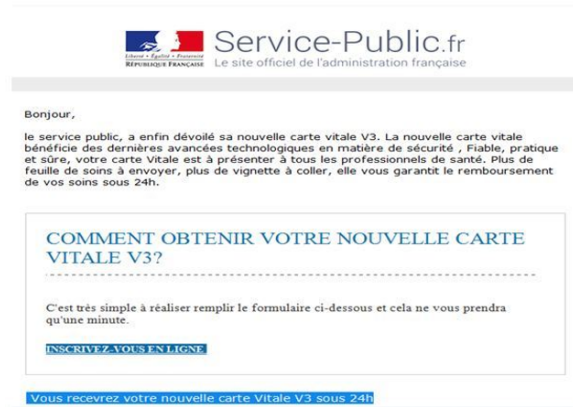 Service-Public.fr
Liberté • Égalité • Fraternité
RÉPUBLIQUE FRANÇAISE
Le site officiel de l'administration française
Bonjour,
le service public, a enfin dévoilé sa nouvelle carte vitale V3. La nouvelle carte vitale
bénéficie des dernières avancées technologiques en matière de sécurité , Fiable, pratique
et sûre, votre carte Vitale est à présenter à tous les professionnels de santé. Plus de
feuille de soins à envoyer, plus de vignette à coller, elle vous garantit le remboursement
de vos soins sous 24h.
COMMENT OBTENIR VOTRE NOUVELLE CARTE
VITALE V3?
C'est très simple à réaliser remplir le formulaire ci-dessous et cela ne vous prendra
qu'une minute.
INSCRIVEZ-VOUS EN LIGNE
Vous recevrez votre nouvelle carte Vitale V3 sous 24h